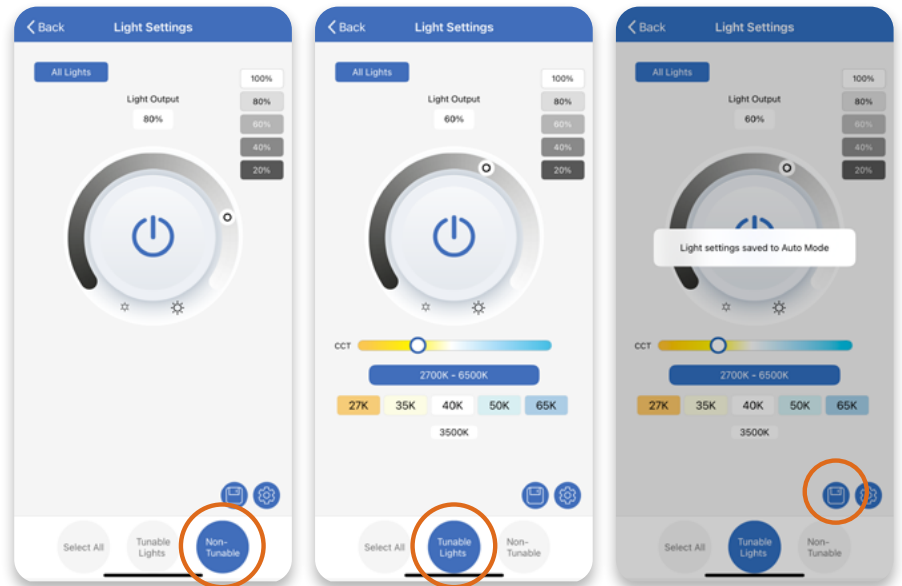 Back Light Settings
All Lights
100%
Light Output
80%
80%
60%
40%
20%
Select All
Tunable Lights
Non-Tunable
Back Light Settings
All Lights
100%
Light Output
80%
60%
60%
40%
20%
CCT
2700K - 6500K
27K 35K 40K 50K 65K
3500K
Select All
Tunable Lights
Non-Tunable
Back Light Settings
All Lights
100%
Light Output
80%
60%
60%
40%
20%
Light settings saved to Auto Mode
CCT
2700K - 6500K
27K 35K 40K 50K 65K
3500K
Select All
Tunable Lights
Non-Tunable